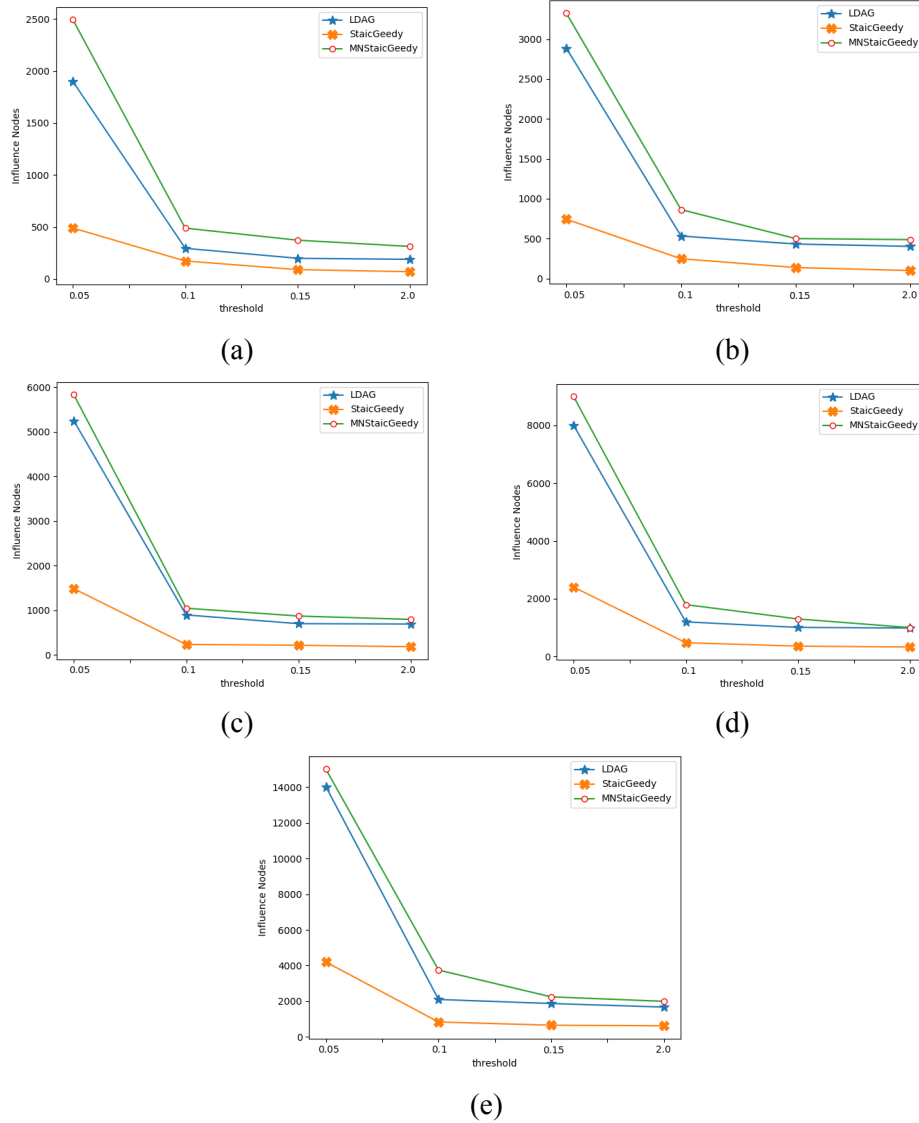 2500
2000
1500
1000
500
0
Influence Nodes
LDAG
StaicGeedy
MNStaicGeedy
0.05 0.1 0.15 2.0
threshold
(a)
3000
2500
2000
1500
1000
500
0
Influence Nodes
LDAG
StaicGeedy
MNStaicGeedy
0.05 0.1 0.15 2.0
threshold
(b)
6000
5000
4000
3000
2000
1000
0
Influence Nodes
LDAG
StaicGeedy
MNStaicGeedy
0.05 0.1 0.15 2.0
threshold
(c)
8000
6000
4000
2000
0
Influence Nodes
LDAG
StaicGeedy
MNStaicGeedy
0.05 0.1 0.15 2.0
threshold
(d)
14000
12000
10000
8000
6000
4000
2000
0
Influence Nodes
LDAG
StaicGeedy
MNStaicGeedy
0.05 0.1 0.15 2.0
threshold
(e)